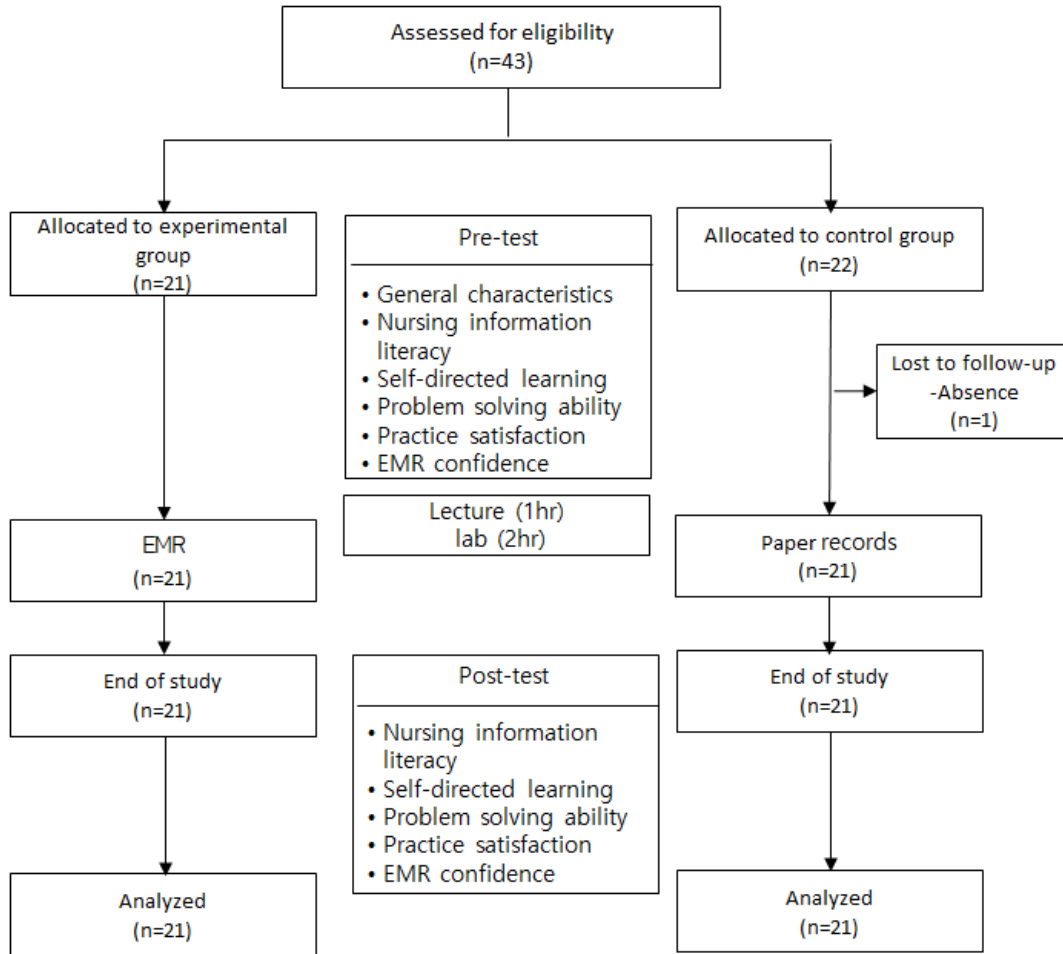 Assessed for eligibility
(n=43)
Allocated to experimental
group
(n=21)
Pre-test
• General characteristics
• Nursing information
literacy
• Self-directed learning
• Problem solving ability
• Practice satisfaction
• EMR confidence
Allocated to control group
(n=22)
Lost to follow-up
-Absence
(n=1)
Lecture (1hr)
lab (2hr)
EMR
(n=21)
Paper records
(n=21)
End of study
(n=21)
Post-test
• Nursing information
literacy
• Self-directed learning
• Problem solving ability
• Practice satisfaction
• EMR confidence
End of study
(n=21)
Analyzed
(n=21)
Analyzed
(n=21)